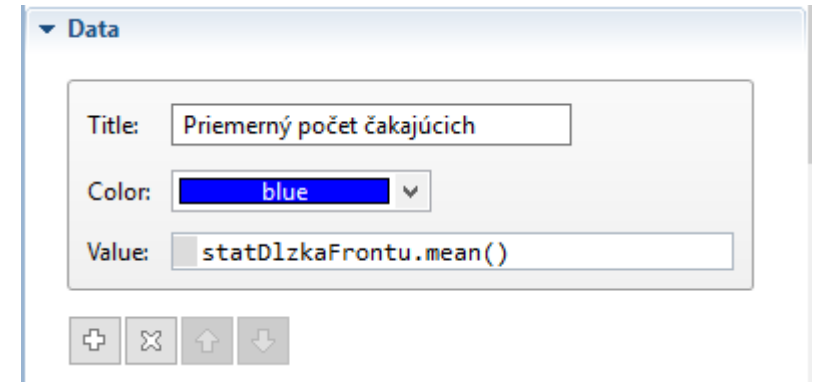 Data
Title: Priemerný počet čakajúcich
Color: blue
Value: statDlzkaFrontu.mean()